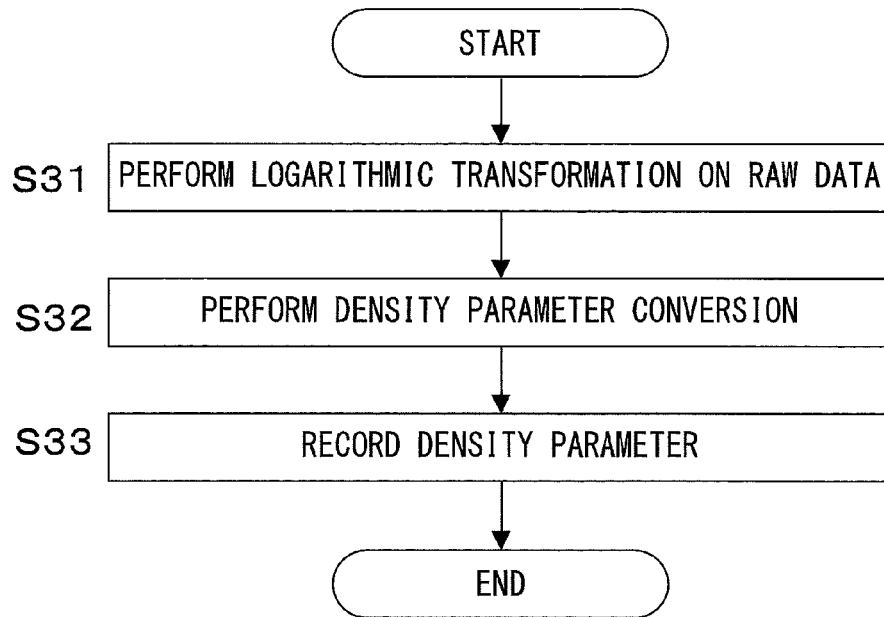 START
S31 PERFORM LOGARITHMIC TRANSFORMATION ON RAW DATA
S32 PERFORM DENSITY PARAMETER CONVERSION
S33 RECORD DENSITY PARAMETER
END